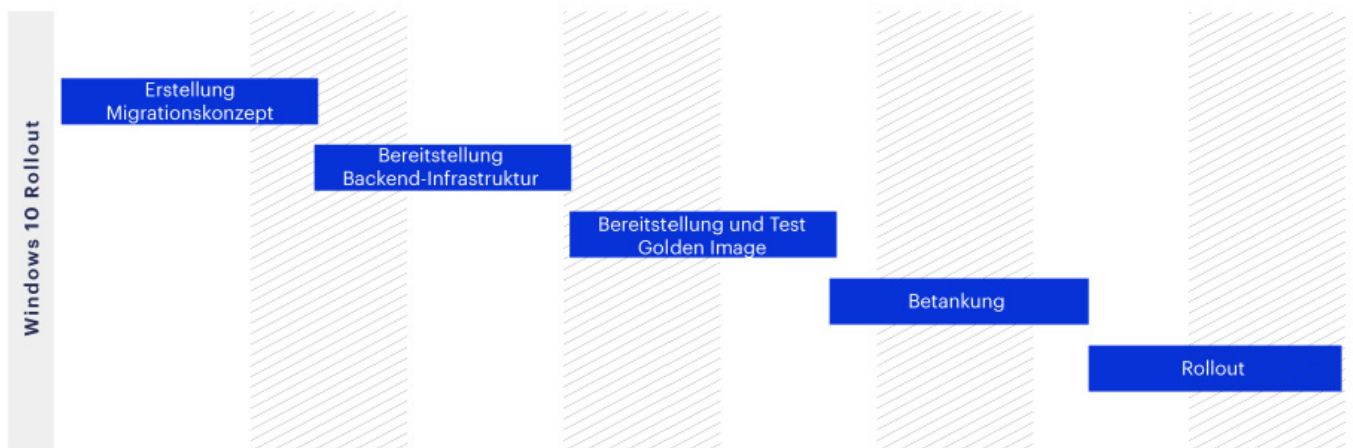 Windows 10 Rollout
Erstellung
Migrationskonzept
Bereitstellung
Backend-Infrastruktur
Bereitstellung und Test
Golden Image
Betankung
Rollout